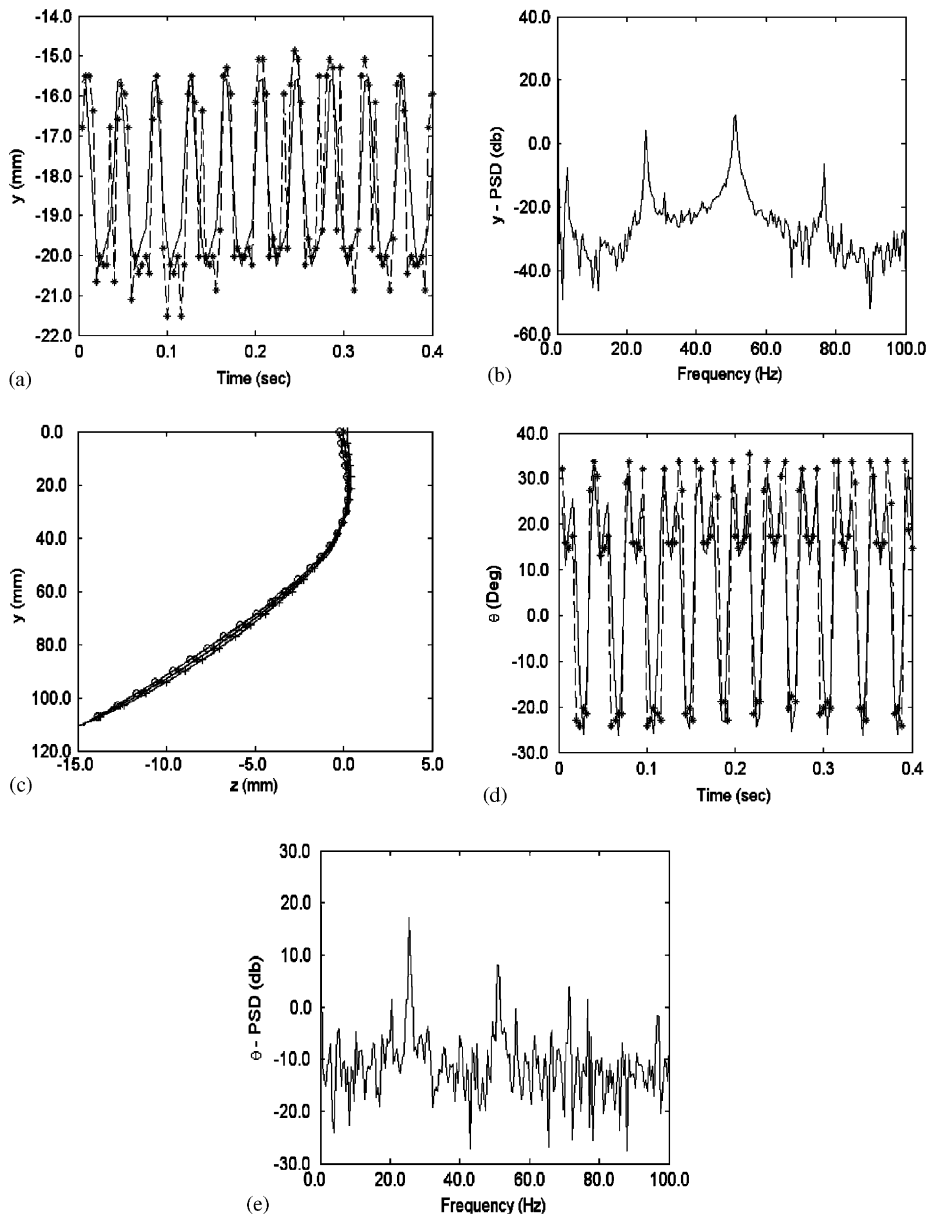 -14.0
-15.0
-16.0
-17.0
-18.0
-19.0
-20.0
-21.0
-22.0
y (mm)
0 0.1 0.2 0.3 0.4
Time (sec)
(a)
40.0
20.0
0.0
-20.0
-40.0
-60.0
y - PSD (db)
0.0 20.0 40.0 60.0 80.0 100.0
Frequency (Hz)
(b)
0.0
20.0
40.0
60.0
80.0
100.0
120.0
y (mm)
-15.0 -10.0 -5.0 0.0 5.0
z (mm)
(c)
40.0
30.0
20.0
10.0
0.0
-10.0
-20.0
-30.0
θ (Deg)
0 0.1 0.2 0.3 0.4
Time (sec)
(d)
30.0
20.0
10.0
0.0
-10.0
-20.0
-30.0
θ - PSD (db)
0.0 20.0 40.0 60.0 80.0 100.0
Frequency (Hz)
(e)